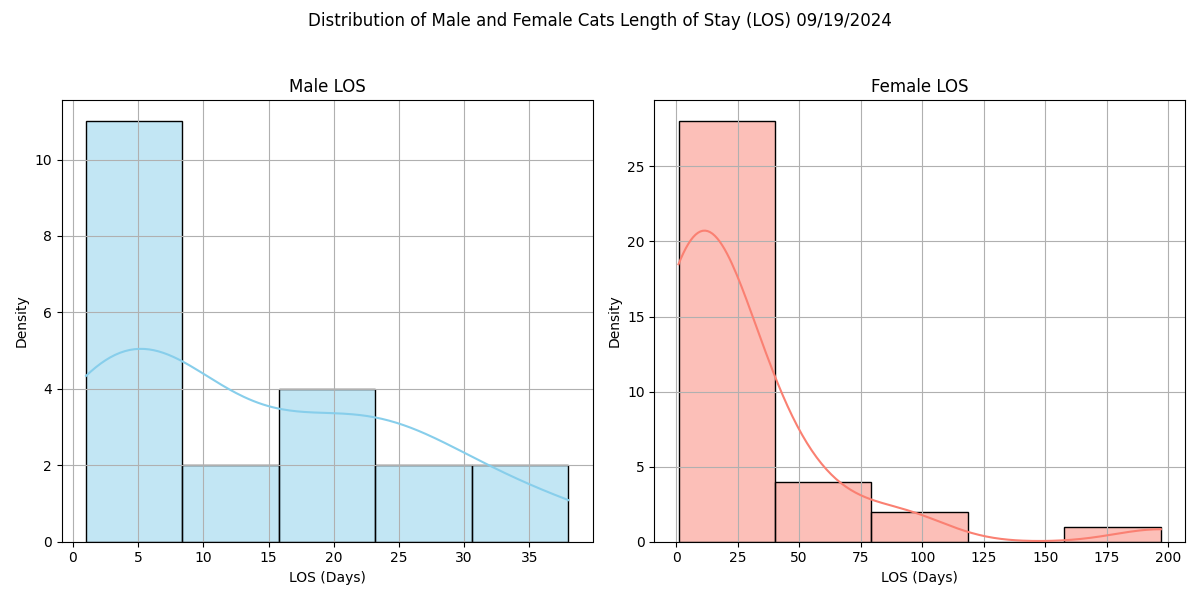 Distribution of Male and Female Cats Length of Stay (LOS) 09/19/2024
Male LOS
Density
10
8
6
4
2
0
0 5 10 15 20 25 30 35
LOS (Days)
Female LOS
Density
25
20
15
10
5
0
0 25 50 75 100 125 150 175 200
LOS (Days)